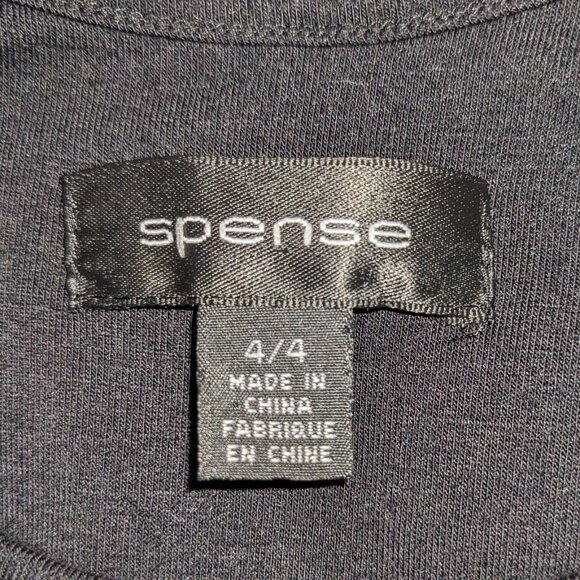 spense
4/4
MADE IN
CHINA
FABRIQUE
EN CHINE